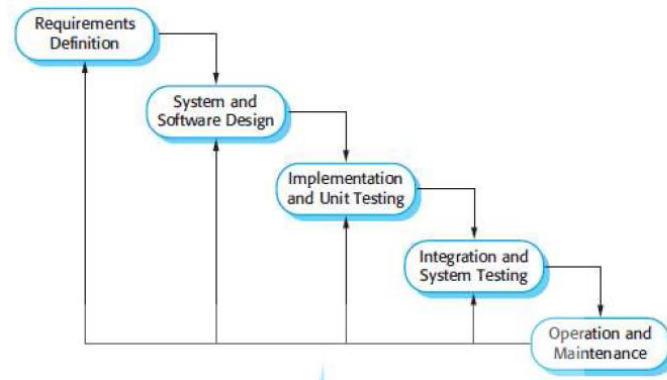 Requirements
Definition
System and
Software Design
Implementation
and Unit Testing
Integration and
System Testing
Operation and
Maintenance